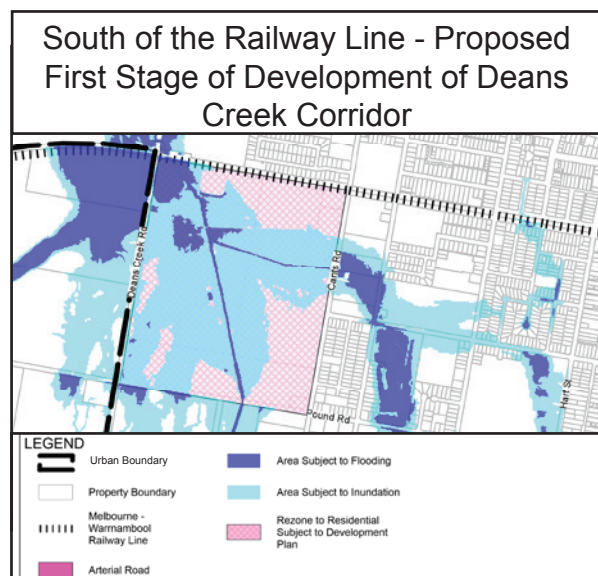 South of the Railway Line - Proposed
First Stage of Development of Deans
Creek Corridor
Deans Creek Rd
Cants Rd
Pound Rd
Hart St
LEGEND
Urban Boundary
Property Boundary
Melbourne -
Warrnambool
Railway Line
Arterial Road
Area Subject to Flooding
Area Subject to Inundation
Rezone to Residential
Subject to Development
Plan